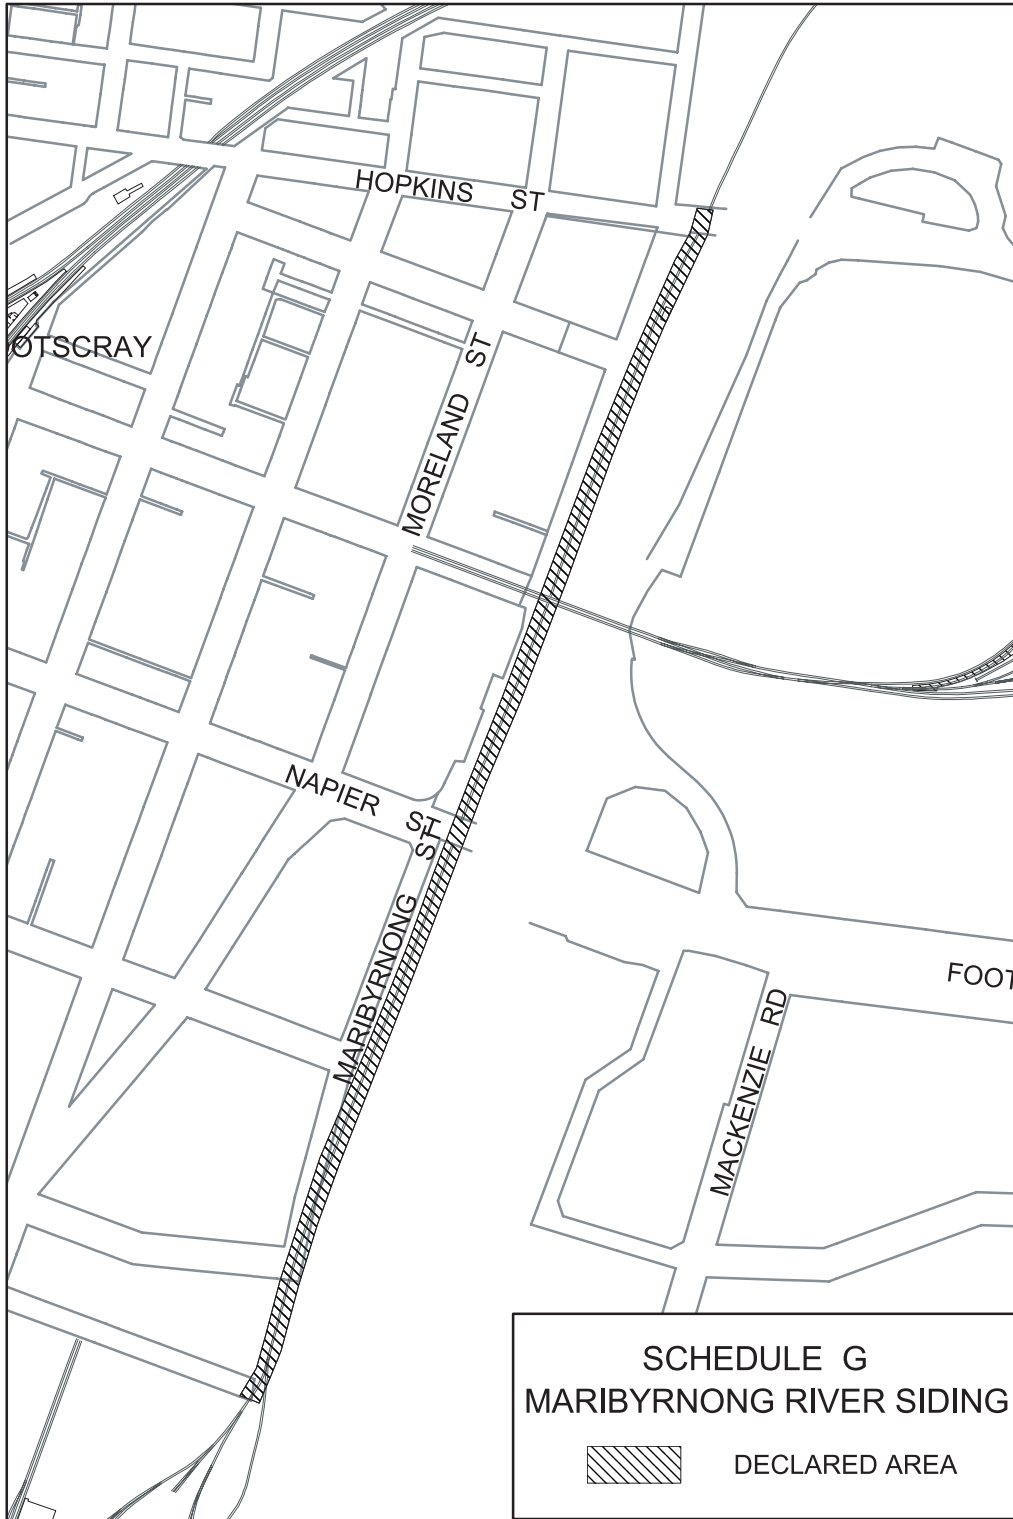 HOPKINS ST
OTSCRAY
MORELAND ST
NAPIER ST
MARIBYRNONG ST
FOOT
MACKENZIE RD
SCHEDULE G
MARIBYRNONG RIVER SIDING
DECLARED AREA